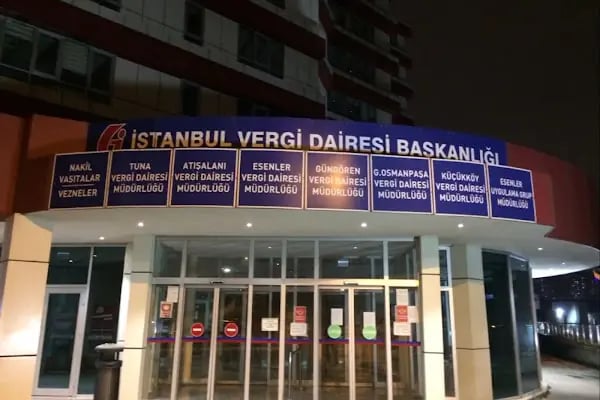 İSTANBUL VERGİ DAİRESİ BAŞKANLIĞI
NAKİL
VASITALAR
VEZNELER
TUNA
VERGİ DAİRESİ
MÜDÜRLÜĞÜ
ATIŞALANI
VERGİ DAİRESİ
MÜDÜRLÜĞÜ
ESENLER
VERGİ DAİRESİ
MÜDÜRLÜĞÜ
GÜNGÖREN
VERGİ DAİRESİ
MÜDÜRLÜĞÜ
G.OSMANPAŞA
VERGİ DAİRESİ
MÜDÜRLÜĞÜ
KÜÇÜKKÖY
VERGİ DAİRESİ
MÜDÜRLÜĞÜ
ESENLER
UYGULAMA GRUP
MÜDÜRLÜĞÜ